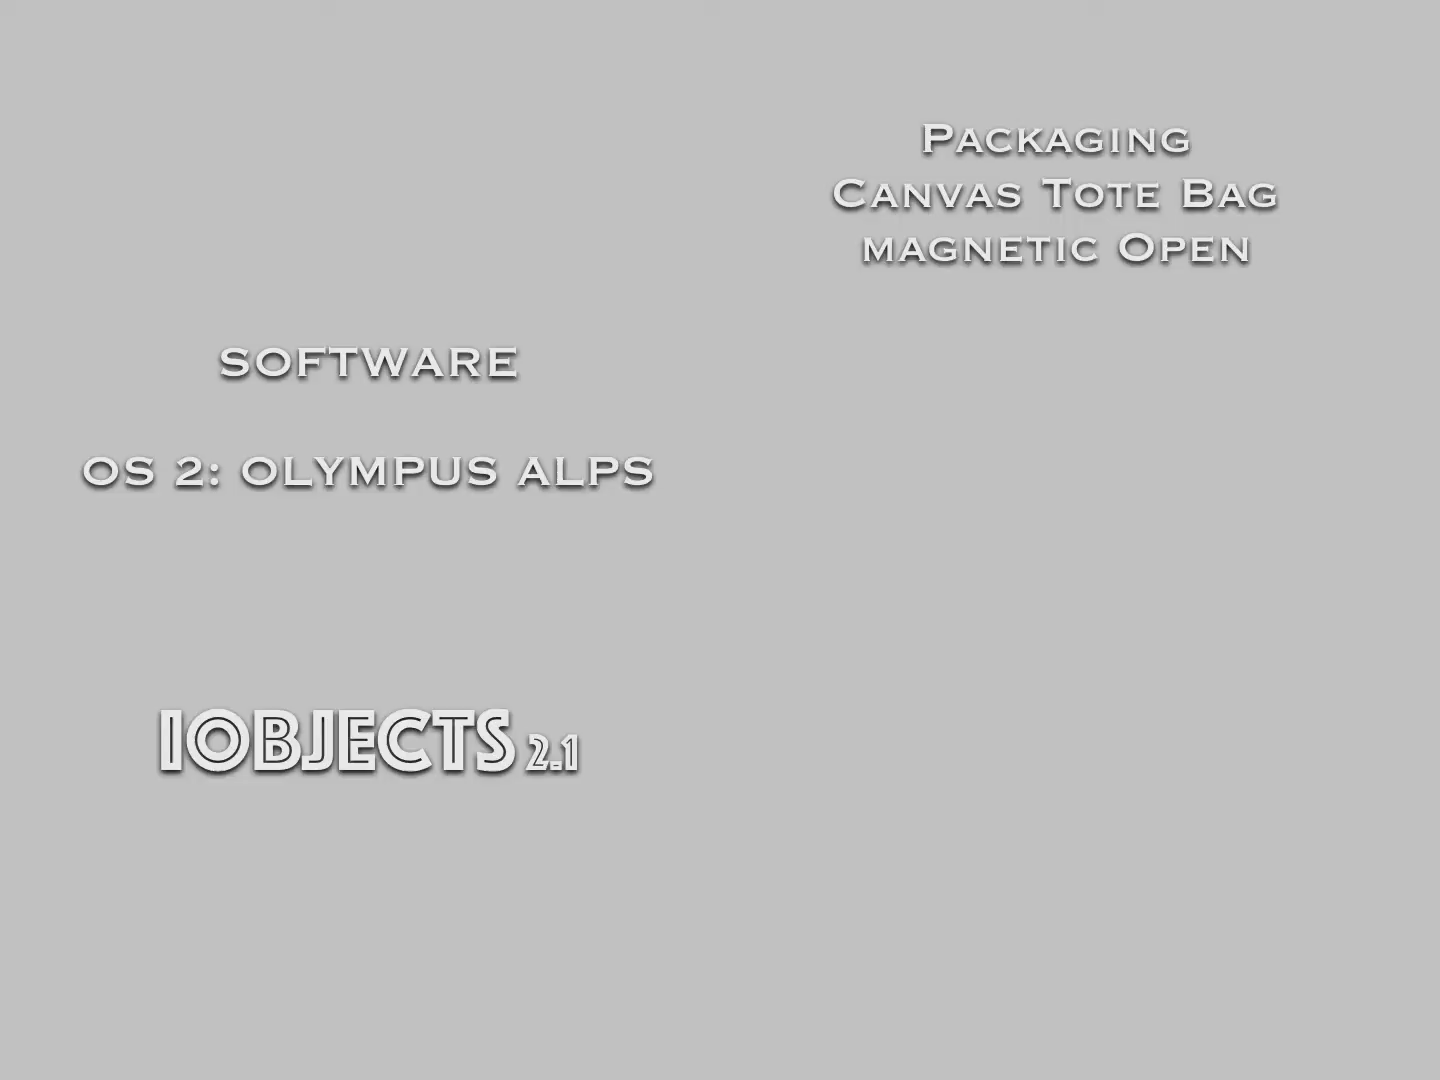 Packaging
Canvas Tote Bag
magnetic Open
SOFTWARE
OS 2: OLYMPUS ALPS
IOBJECTS 2.1